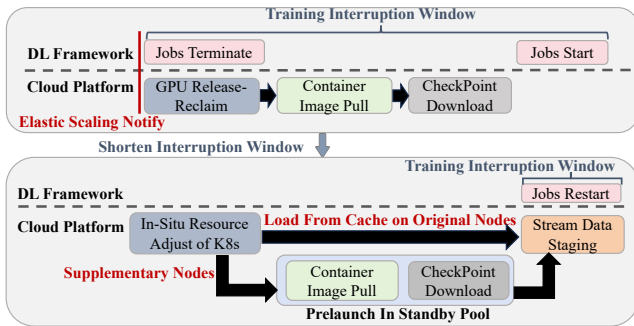 Training Interruption Window
DL Framework
Jobs Terminate
Jobs Start
Cloud Platform
GPU Release-
Reclaim
Container
Image Pull
CheckPoint
Download
Elastic Scaling Notify
Shorten Interruption Window
Training Interruption Window
DL Framework
Jobs Restart
Cloud Platform
In-Situ Resource
Adjust of K8s
Load From Cache on Original Nodes
Stream Data
Staging
Supplementary Nodes
Container
Image Pull
CheckPoint
Download
Prelaunch In Standby Pool